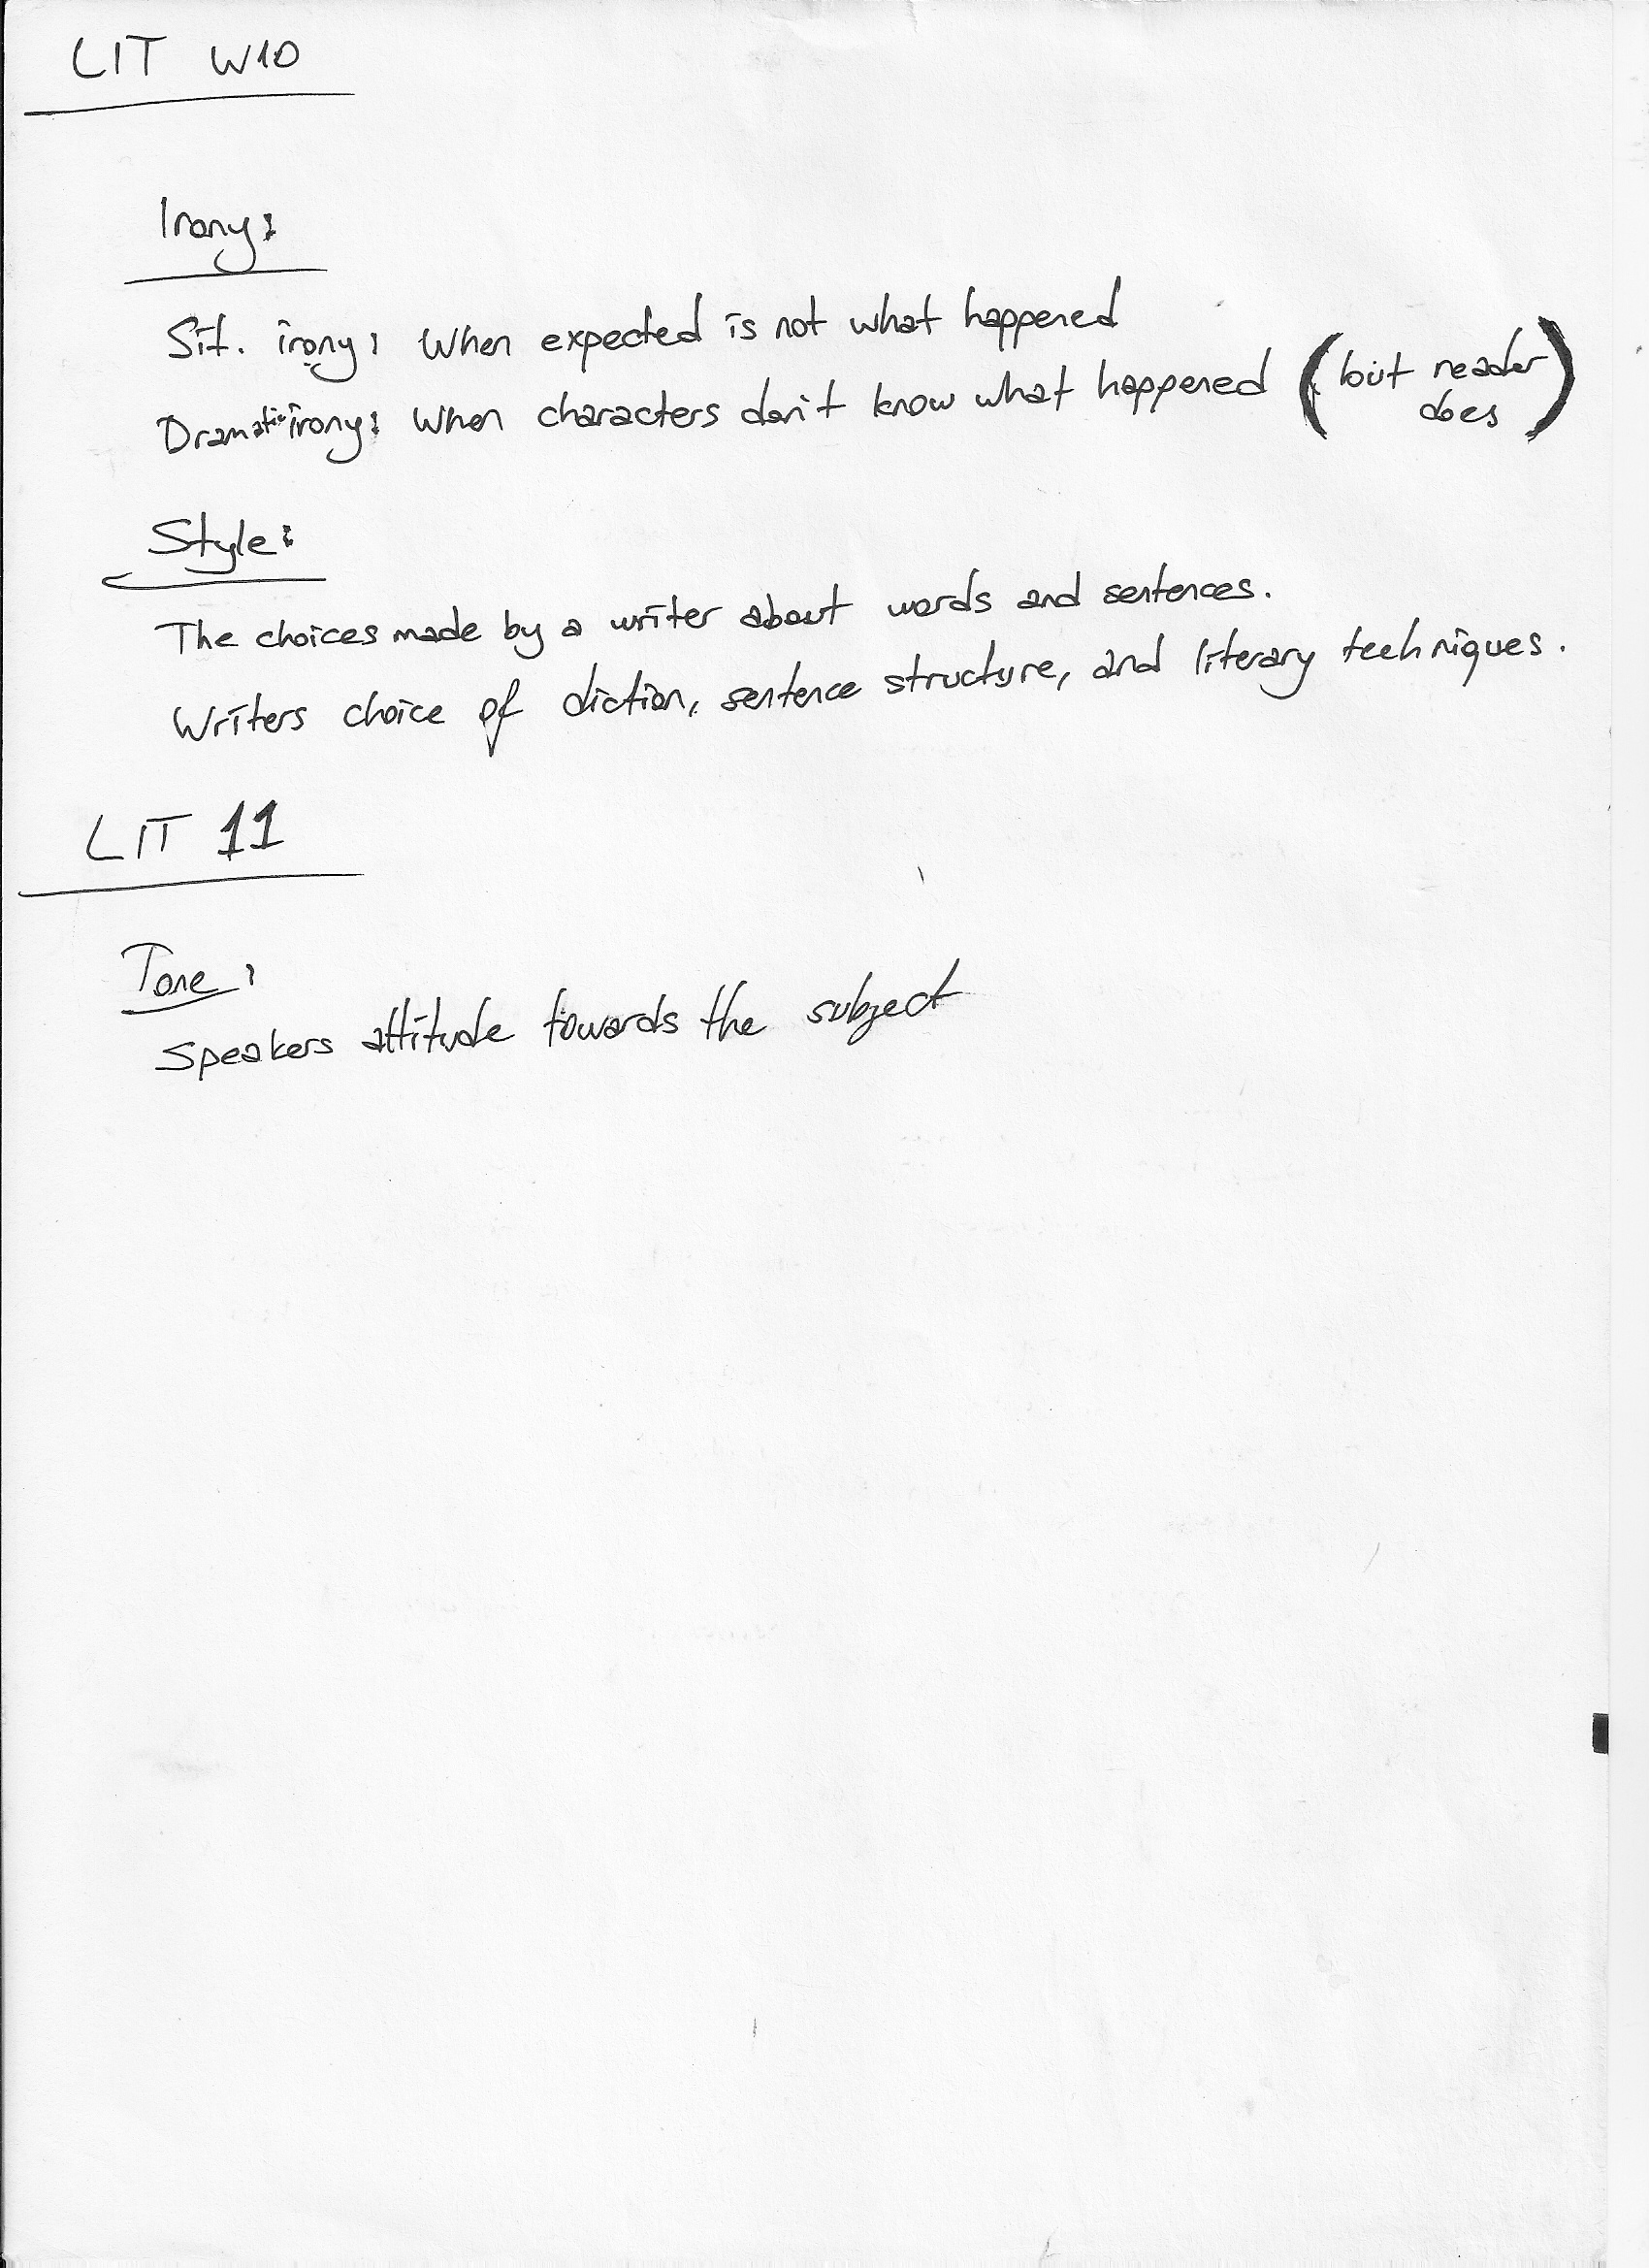 LIT W10
Irony:
Sit. irony: When expected is not what happened
Dramatic irony: When characters don't know what happened (but reader does)
Style:
The choices made by a writer about words and sentences.
Writers choice of diction, sentence structure, and literary techniques.
LIT 11
Tone:
Speakers attitude towards the subject